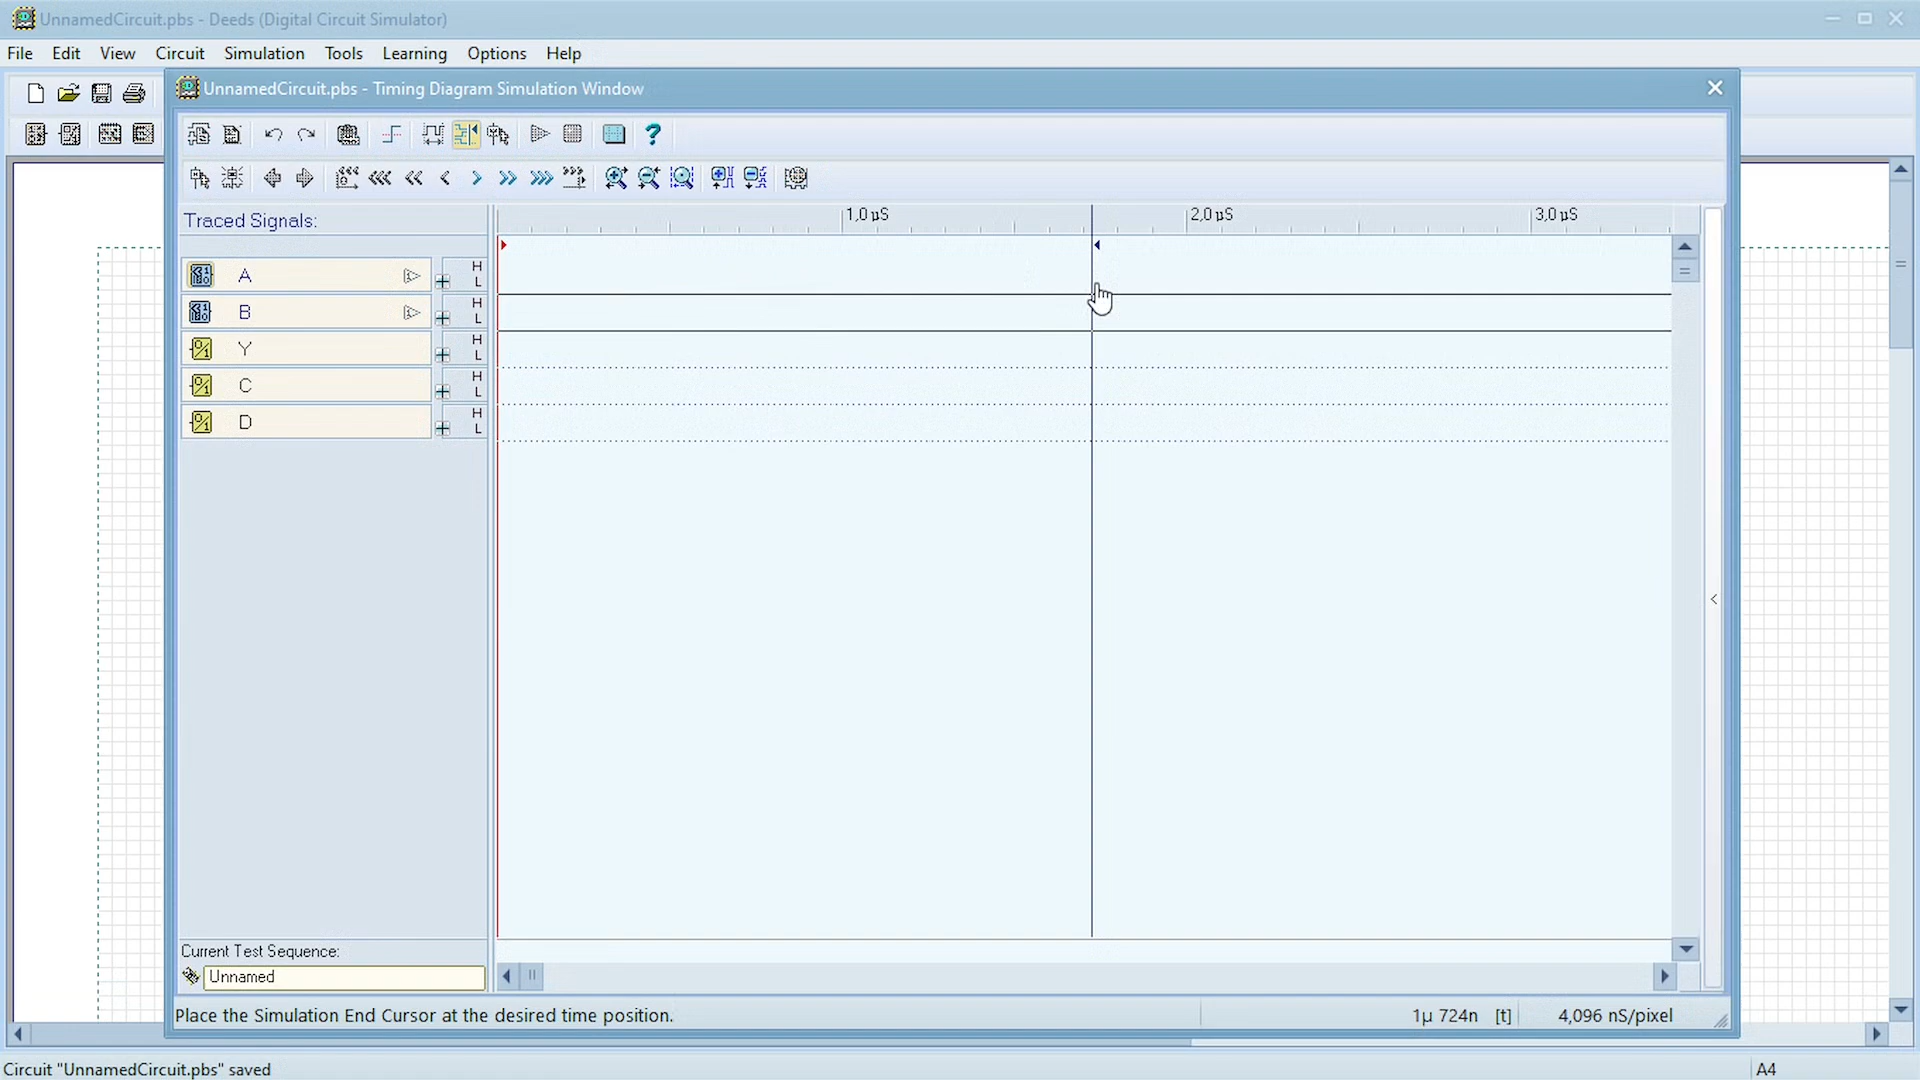 UnnamedCircuit.pbs - Deeds (Digital Circuit Simulator)
File Edit View Circuit Simulation Tools Learning Options Help
UnnamedCircuit.pbs - Timing Diagram Simulation Window
Traced Signals:
1,0 µS 2,0 µS 3,0 µS
A H L
B H L
Y H L
C H L
D H L
Current Test Sequence:
Unnamed
Place the Simulation End Cursor at the desired time position. 1µ 724n [t] 4,096 nS/pixel
Circuit "UnnamedCircuit.pbs" saved A4